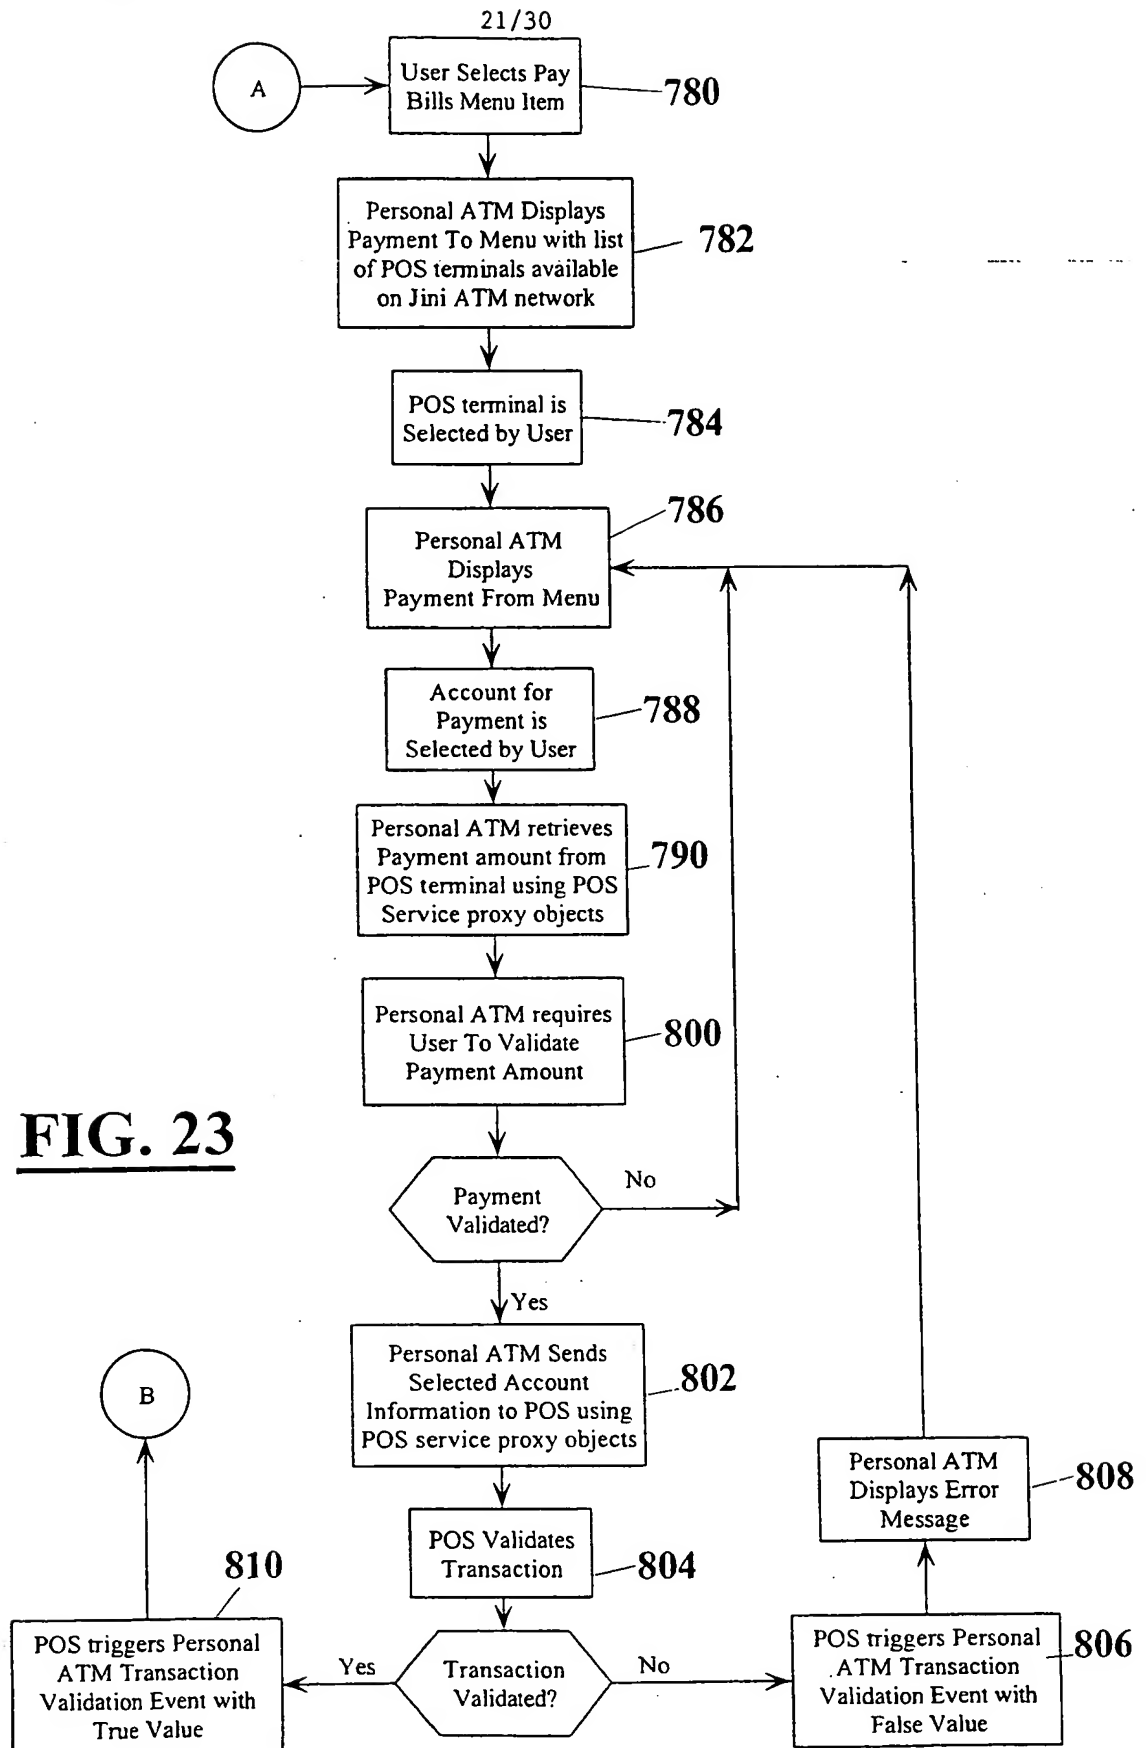 21/30
A
User Selects Pay
Bills Menu Item
780
Personal ATM Displays
Payment To Menu with list
of POS terminals available
on Jini ATM network
782
POS terminal is
Selected by User
784
786
Personal ATM
Displays
Payment From Menu
Account for
Payment is
Selected by User
788
Personal ATM retrieves
Payment amount from
POS terminal using POS
Service proxy objects
790
Personal ATM requires
User To Validate
Payment Amount
800
FIG. 23
Payment
Validated?
No
Yes
Personal ATM Sends
Selected Account
Information to POS using
POS service proxy objects
802
B
Personal ATM
Displays Error
Message
808
POS Validates
Transaction
804
810
POS triggers Personal
ATM Transaction
Validation Event with
True Value
Yes
Transaction
Validated?
No
POS triggers Personal
ATM Transaction
Validation Event with
False Value
806